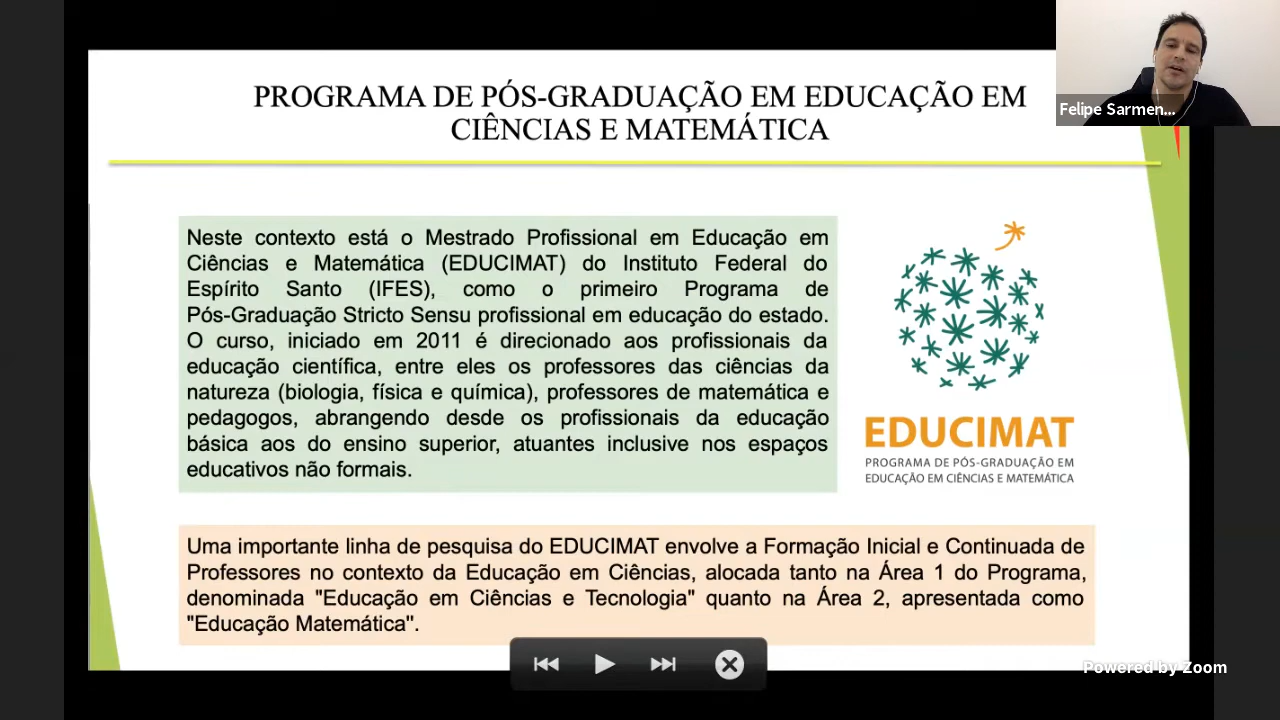 PROGRAMA DE PÓS-GRADUAÇÃO EM EDUCAÇÃO EM
CIÊNCIAS E MATEMÁTICA
Felipe Sarmen...
Neste contexto está o Mestrado Profissional em Educação em
Ciências e Matemática (EDUCIMAT) do Instituto Federal do
Espírito Santo (IFES), como o primeiro Programa de
Pós-Graduação Stricto Sensu profissional em educação do estado.
O curso, iniciado em 2011 é direcionado aos profissionais da
educação científica, entre eles os professores das ciências da
natureza (biologia, física e química), professores de matemática e
pedagogos, abrangendo desde os profissionais da educação
básica aos do ensino superior, atuantes inclusive nos espaços
educativos não formais.
EDUCIMAT
PROGRAMA DE PÓS-GRADUAÇÃO EM
EDUCAÇÃO EM CIÊNCIAS E MATEMÁTICA
Uma importante linha de pesquisa do EDUCIMAT envolve a Formação Inicial e Continuada de
Professores no contexto da Educação em Ciências, alocada tanto na Área 1 do Programa,
denominada "Educação em Ciências e Tecnologia" quanto na Área 2, apresentada como
"Educação Matemática".
Powered by Zoom